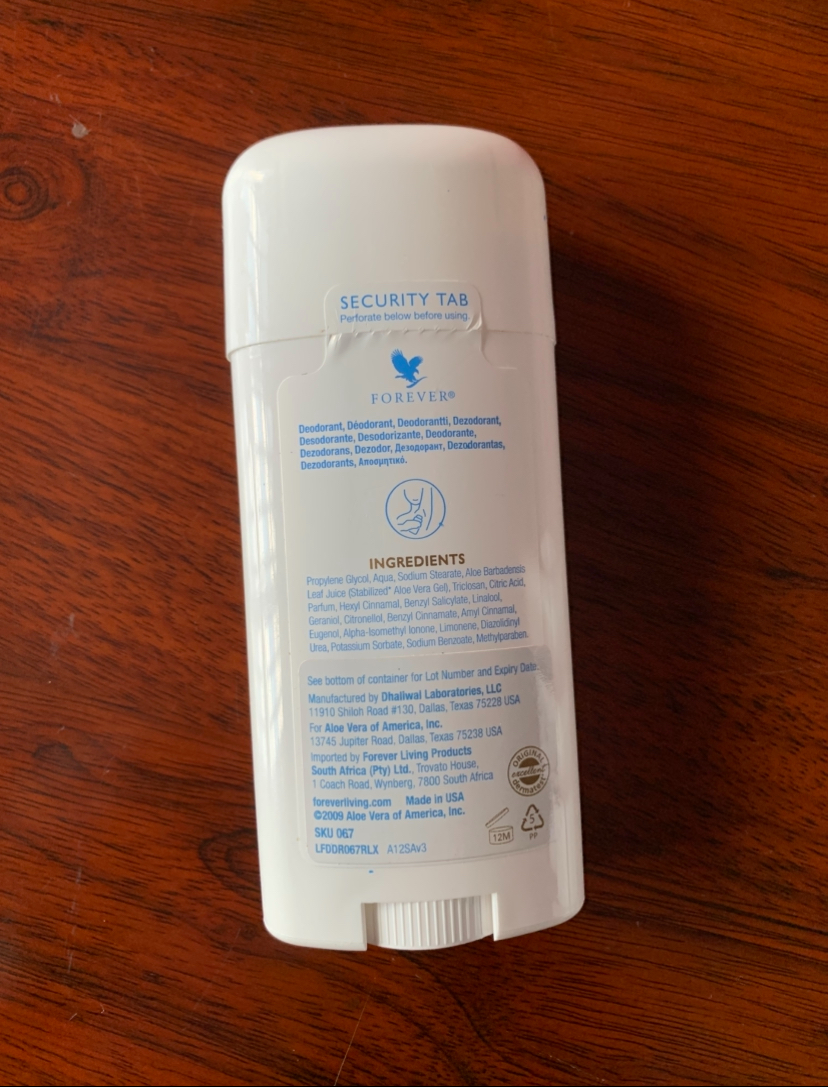 SECURITY TAB
Perforate below before using.
FOREVER®
Deodorant, Déodorant, Deodorantti, Dezodorant,
Desodorante, Desodorizante, Deodorante,
Dezodorans, Dezodor, Дезодорант, Dezodorantas,
Dezodorants, Αποσμητικό.
INGREDIENTS
Propylene Glycol, Aqua, Sodium Stearate, Aloe Barbadensis
Leaf Juice (Stabilized* Aloe Vera Gel), Triclosan, Citric Acid,
Parfum, Hexyl Cinnamal, Benzyl Salicylate, Linalool,
Geraniol, Citronellol, Benzyl Cinnamate, Amyl Cinnamal,
Eugenol, Alpha-Isomethyl Ionone, Limonene, Diazolidinyl
Urea, Potassium Sorbate, Sodium Benzoate, Methylparaben.
See bottom of container for Lot Number and Expiry Date.
Manufactured by Dhaliwal Laboratories, LLC
11910 Shiloh Road #130, Dallas, Texas 75228 USA
For Aloe Vera of America, Inc.
13745 Jupiter Road, Dallas, Texas 75238 USA
Imported by Forever Living Products
South Africa (Pty) Ltd., Trovato House,
1 Coach Road, Wynberg, 7800 South Africa
ORIGINAL
excellent
dermatest
foreverliving.com Made in USA
©2009 Aloe Vera of America, Inc.
SKU 067
LFDDR067RLX A12SAv3
12M
5
PP